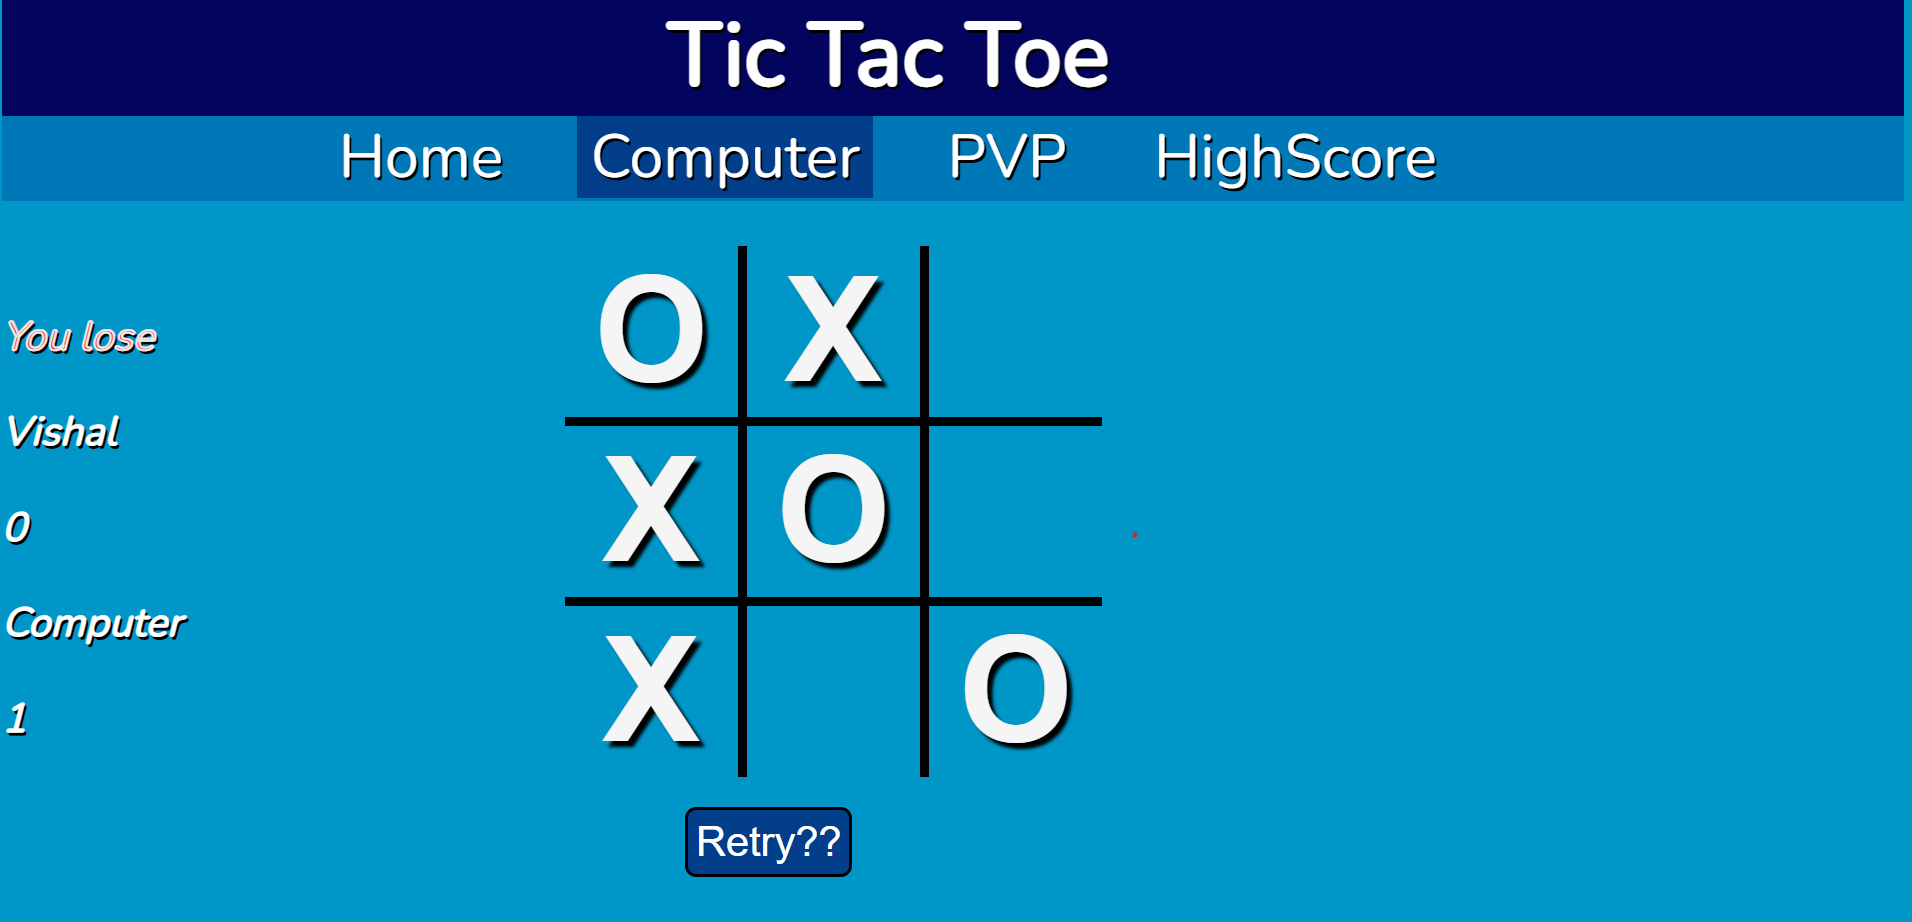 Tic Tac Toe
Home Computer PVP HighScore
You lose
Vishal
0
Computer
1
O X
X O
X O
Retry??